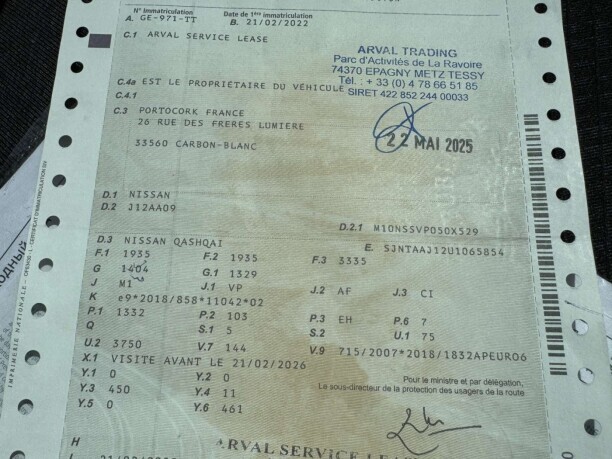 N° Immatriculation
A. GE-971-TT
Date de 1ère immatriculation
B. 21/02/2022
C.1 ARVAL SERVICE LEASE
ARVAL TRADING
Parc d'Activités de La Ravoire
74370 EPAGNY METZ TESSY
Tél. : + 33 (0) 4 78 66 51 85
SIRET 422 852 244 00033
C.4a EST LE PROPRIÉTAIRE DU VÉHICULE
C.4.1
C.3 PORTOCORK FRANCE
26 RUE DES FRERES LUMIERE
33560 CARBON-BLANC
22 MAI 2025
D.1 NISSAN
D.2 J12AA09
D.2.1 M10NSSVP050X529
D.3 NISSAN QASHQAI
E. SJNTAAJ12U1065854
F.1 1935 F.2 1935 F.3 3335
G 1404 G.1 1329
J M1 J.1 VP J.2 AF J.3 CI
K e9*2018/858*11042*02
P.1 1332 P.2 103 P.3 EH P.6 7
Q S.1 5 S.2 U.1 75
U.2 3750 V.7 144 V.9 715/2007*2018/1832APEURO6
X.1 VISITE AVANT LE 21/02/2026
Y.1 0 Y.2 0
Y.3 450 Y.4 11
Y.5 0 Y.6 461
Pour le ministre et par délégation,
Le sous-directeur de la protection des usagers de la route
H
ARVAL SERVICE LEA
IMPRIMERIE NATIONALE